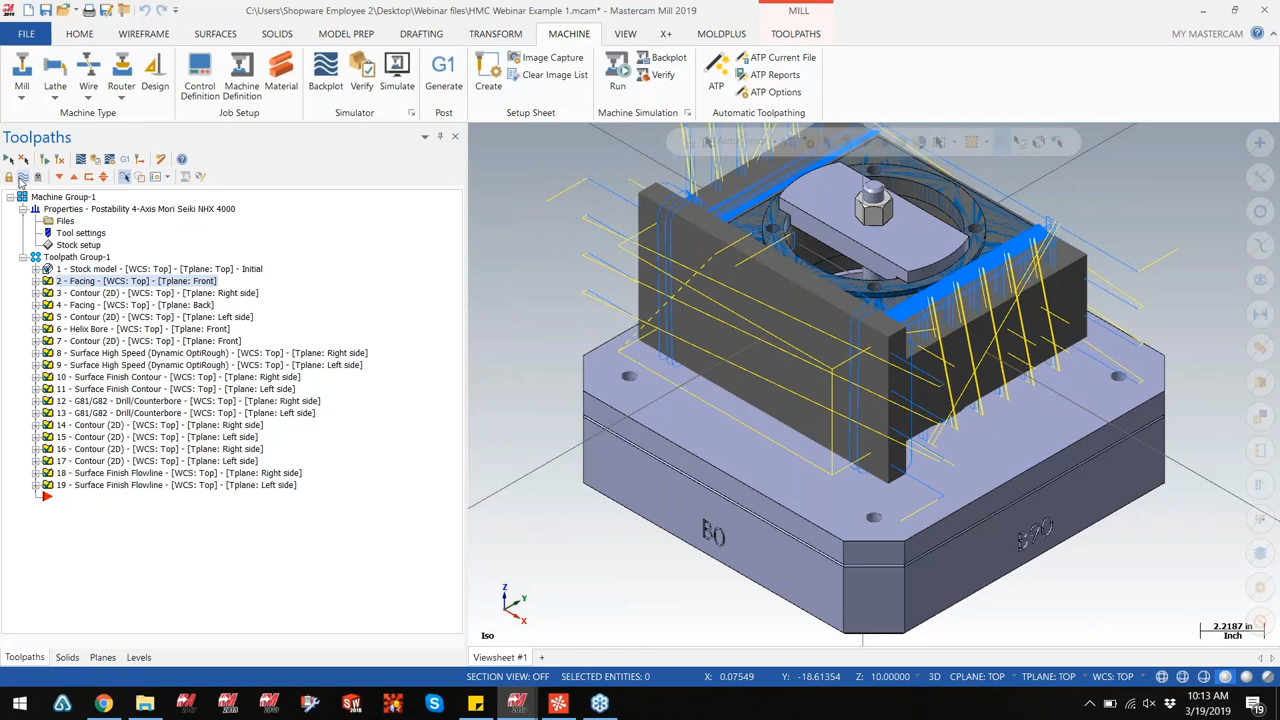 C:\Users\Shopware Employee 2\Desktop\Webinar files\HMC Webinar Example 1.mcam* - Mastercam Mill 2019
MILL
FILE HOME WIREFRAME SURFACES SOLIDS MODEL PREP DRAFTING TRANSFORM MACHINE VIEW X+ MOLDPLUS TOOLPATHS MY MASTERCAM
Mill Lathe Wire Router Design
Control Definition Machine Definition Material
Backplot Verify Simulate
G1 Generate
Create
Image Capture
Clear Image List
Run
Backplot
Verify
ATP
ATP Current File
ATP Reports
ATP Options
Machine Type Job Setup Simulator Post Setup Sheet Machine Simulation Automatic Toolpathing
Toolpaths
G1
Machine Group-1
Properties - Postability 4-Axis Mori Seiki NHX 4000
Files
Tool settings
Stock setup
Toolpath Group-1
1 - Stock model - [WCS: Top] - [Tplane: Top] - Initial
2 - Facing - [WCS: Top] - [Tplane: Front]
3 - Contour (2D) - [WCS: Top] - [Tplane: Right side]
4 - Facing - [WCS: Top] - [Tplane: Back]
5 - Contour (2D) - [WCS: Top] - [Tplane: Left side]
6 - Helix Bore - [WCS: Top] - [Tplane: Front]
7 - Contour (2D) - [WCS: Top] - [Tplane: Front]
8 - Surface High Speed (Dynamic OptiRough) - [WCS: Top] - [Tplane: Right side]
9 - Surface High Speed (Dynamic OptiRough) - [WCS: Top] - [Tplane: Left side]
10 - Surface Finish Contour - [WCS: Top] - [Tplane: Right side]
11 - Surface Finish Contour - [WCS: Top] - [Tplane: Left side]
12 - G81/G82 - Drill/Counterbore - [WCS: Top] - [Tplane: Right side]
13 - G81/G82 - Drill/Counterbore - [WCS: Top] - [Tplane: Left side]
14 - Contour (2D) - [WCS: Top] - [Tplane: Right side]
15 - Contour (2D) - [WCS: Top] - [Tplane: Left side]
16 - Contour (2D) - [WCS: Top] - [Tplane: Right side]
17 - Contour (2D) - [WCS: Top] - [Tplane: Left side]
18 - Surface Finish Flowline - [WCS: Top] - [Tplane: Right side]
19 - Surface Finish Flowline - [WCS: Top] - [Tplane: Left side]
B0
B90
Z
Y
X
Iso
2.2187 in
Inch
Toolpaths Solids Planes Levels
Viewsheet #1
SECTION VIEW: OFF SELECTED ENTITIES: 0 X: 0.07549 Y: -18.61354 Z: 10.00000 3D CPLANE: TOP TPLANE: TOP WCS: TOP
10:13 AM
3/19/2019